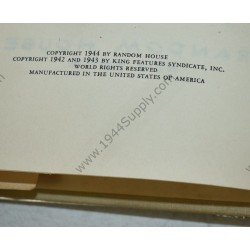 COPYRIGHT 1944 BY RANDOM HOUSE
COPYRIGHT 1942 AND 1943 BY KING FEATURES SYNDICATE, INC.
WORLD RIGHTS RESERVED
MANUFACTURED IN THE UNITED STATES OF AMERICA
www.1944Supply.com